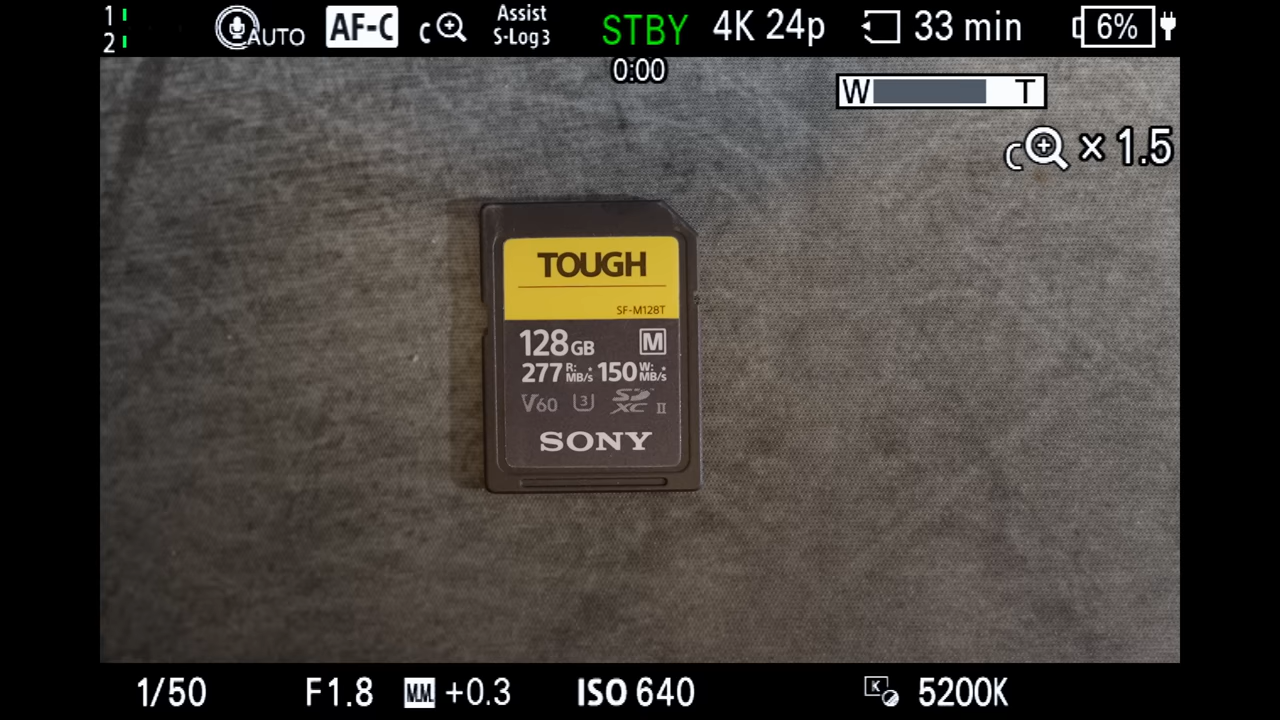 1
2
AUTO
AF-C
C
Assist
S-Log3
STBY
4K 24p
33 min
6%
0:00
W T
C × 1.5
TOUGH
SF-M128T
128 GB M
277 R: MB/s 150 W: MB/s
V60 3 SD XC II
SONY
1/50
F1.8
M.M. +0.3
ISO 640
K
5200K